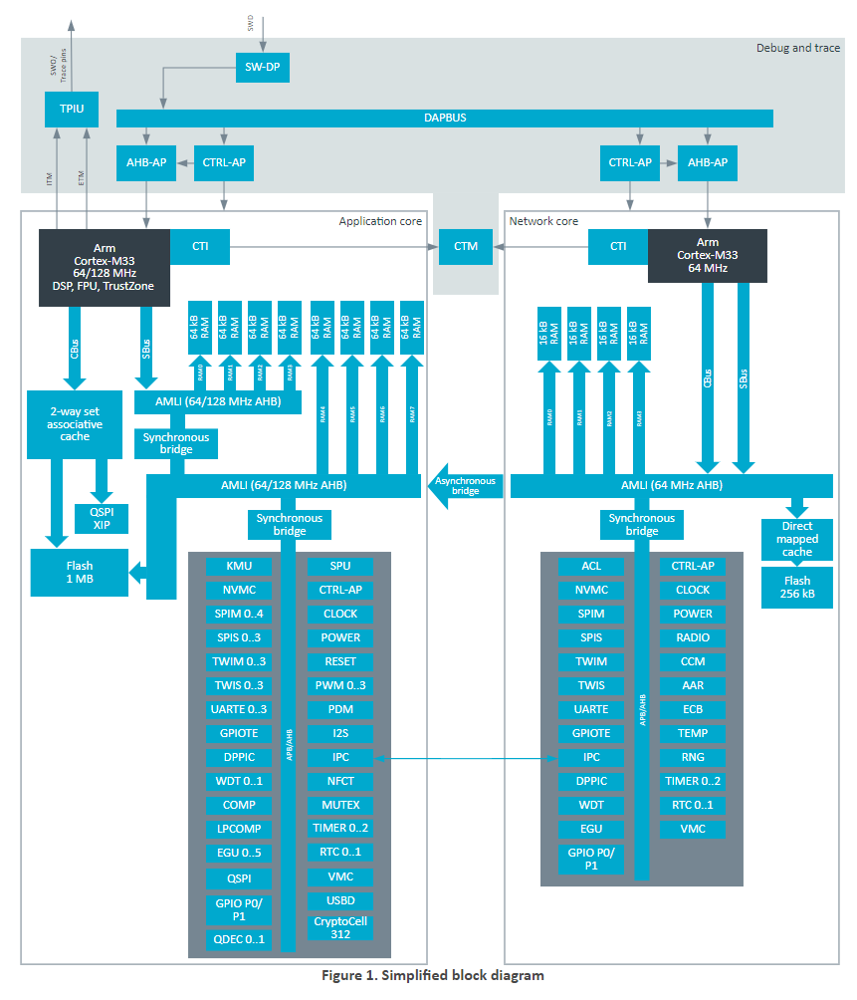 SWD
Debug and trace
SWO/
Trace pins
SW-DP
TPIU
DAPBUS
AHB-AP
CTRL-AP
CTRL-AP
AHB-AP
ITM
ETM
Application core
Network core
Arm
Cortex-M33
64/128 MHz
DSP, FPU, TrustZone
CTI
CTM
CTI
Arm
Cortex-M33
64 MHz
CBus
SBus
64 kB
RAM
64 kB
RAM
64 kB
RAM
64 kB
RAM
64 kB
RAM
64 kB
RAM
64 kB
RAM
64 kB
RAM
16 kB
RAM
16 kB
RAM
16 kB
RAM
16 kB
RAM
CBus
SBus
RAM0
RAM1
RAM2
RAM3
2-way set
associative
cache
AMLI (64/128 MHz AHB)
RAM4
RAM5
RAM6
RAM7
RAM0
RAM1
RAM2
RAM3
Synchronous
bridge
AMLI (64/128 MHz AHB)
Asynchronous
bridge
AMLI (64 MHz AHB)
QSPI
XIP
Synchronous
bridge
Synchronous
bridge
Direct
mapped
cache
Flash
1 MB
Flash
256 kB
KMU
NVMC
SPIM 0..4
SPIS 0..3
TWIM 0..3
TWIS 0..3
UARTE 0..3
GPIOTE
DPPIC
WDT 0..1
COMP
LPCOMP
EGU 0..5
QSPI
GPIO P0/
P1
QDEC 0..1
APB/AHB
SPU
CTRL-AP
CLOCK
POWER
RESET
PWM 0..3
PDM
I2S
IPC
NFCT
MUTEX
TIMER 0..2
RTC 0..1
VMC
USBD
CryptoCell
312
ACL
NVMC
SPIM
SPIS
TWIM
TWIS
UARTE
GPIOTE
IPC
DPPIC
WDT
EGU
GPIO P0/
P1
APB/AHB
CTRL-AP
CLOCK
POWER
RADIO
CCM
AAR
ECB
TEMP
RNG
TIMER 0..2
RTC 0..1
VMC
Figure 1. Simplified block diagram